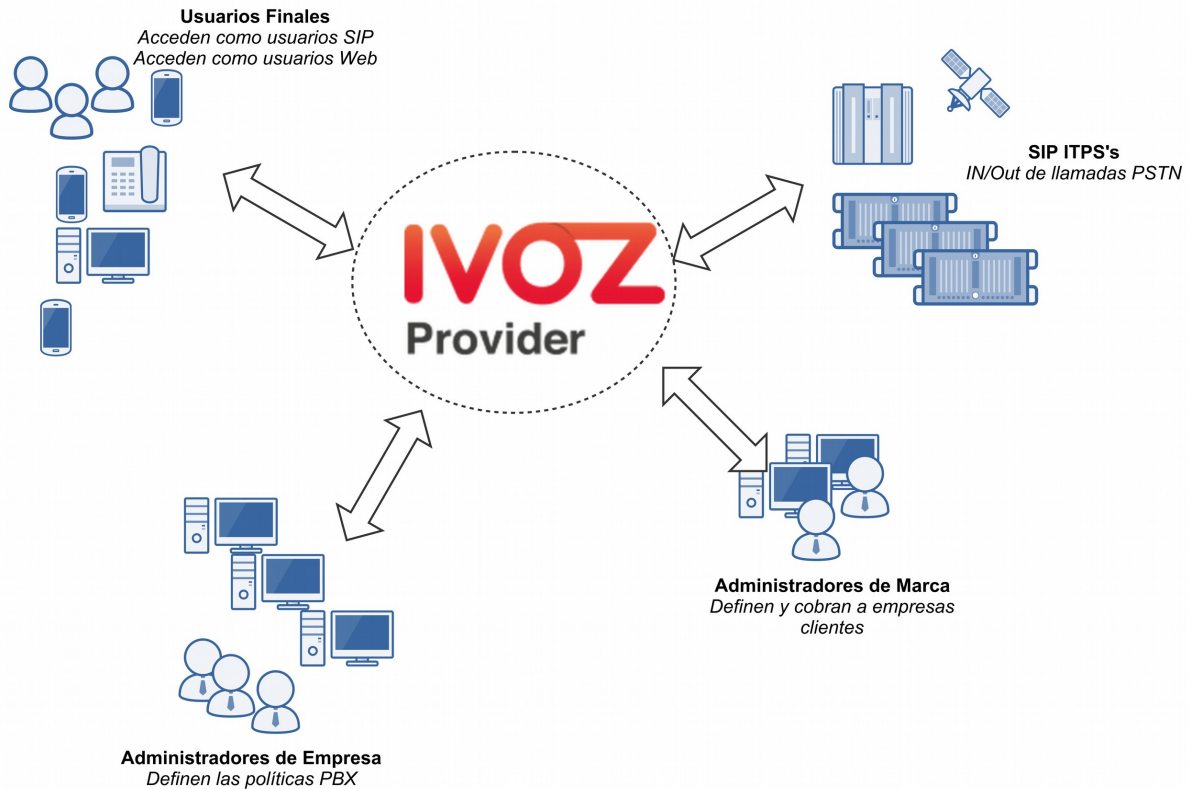 Usuarios Finales
Acceden como usuarios SIP
Acceden como usuarios Web
SIP ITPS's
IN/Out de llamadas PSTN
IVOZ
Provider
Administradores de Marca
Definen y cobran a empresas
clientes
Administradores de Empresa
Definen las políticas PBX